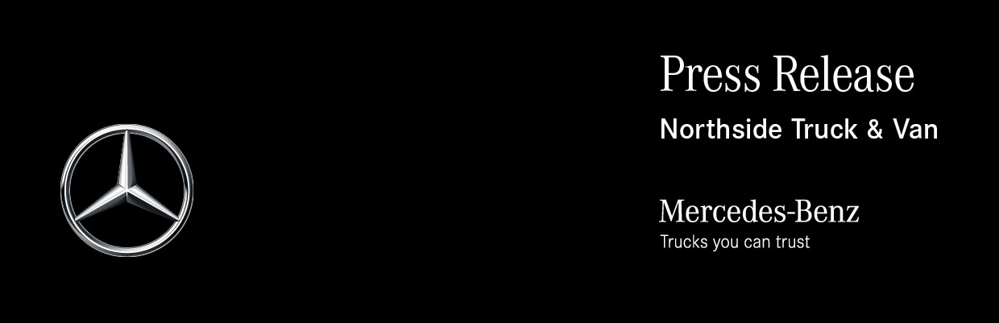 Press Release
Northside Truck & Van
Mercedes-Benz
Trucks you can trust